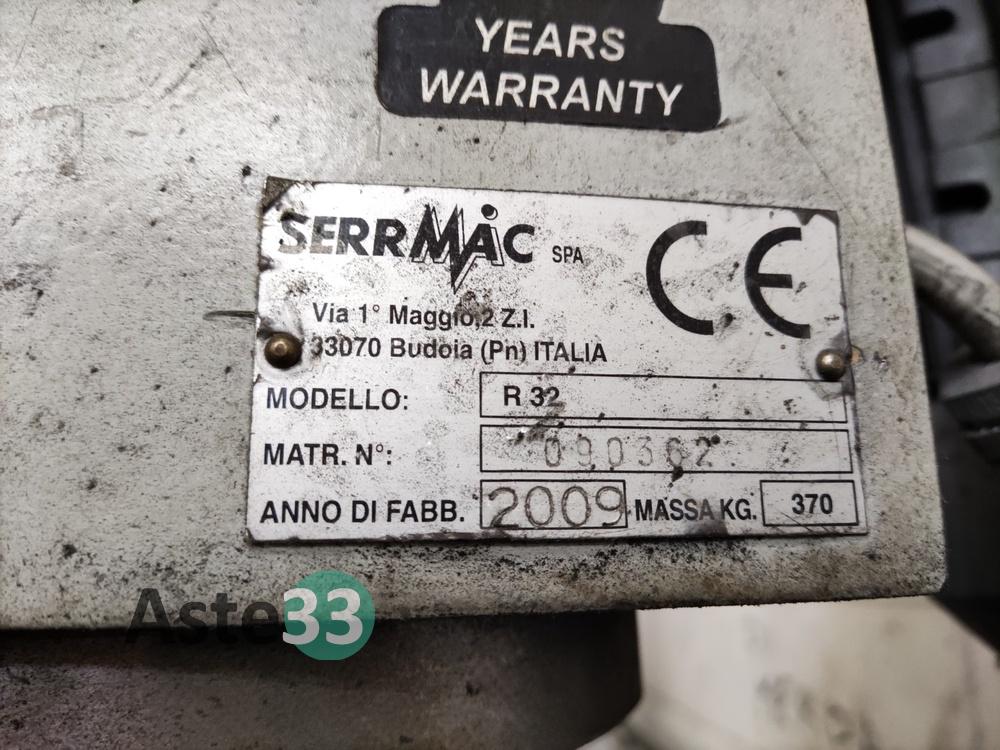 YEARS
WARRANTY
SERRMAC SPA
Via 1° Maggio,2 Z.I.
33070 Budoia (Pn) ITALIA
CE
MODELLO: R 32
MATR. N°: 090362
ANNO DI FABB. 2009 MASSA KG. 370
Aste33